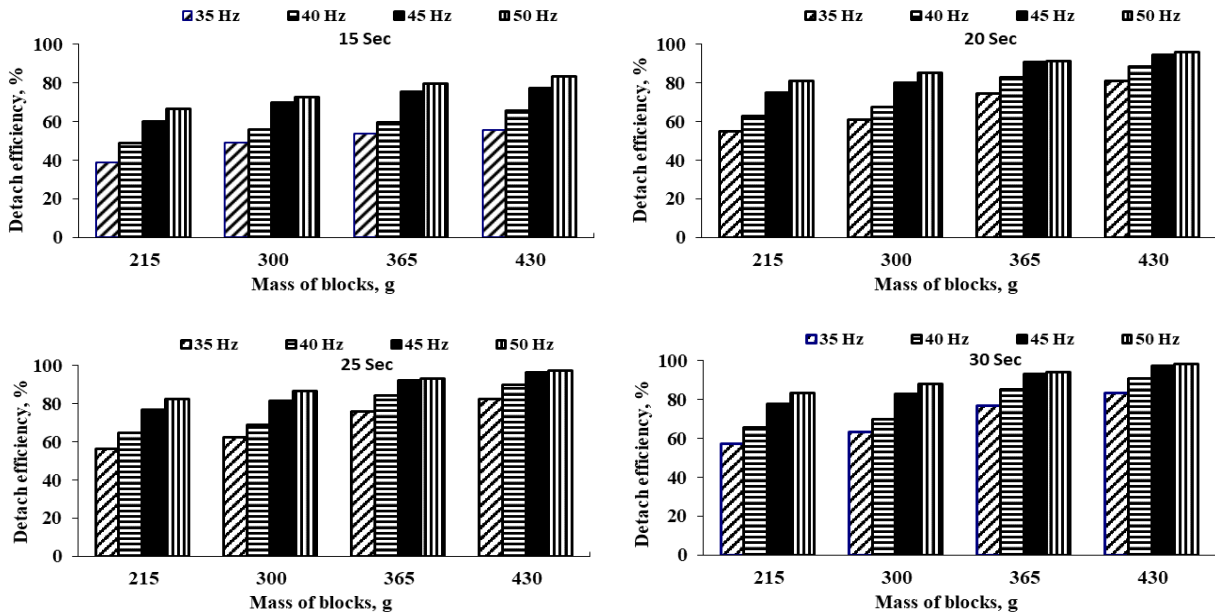 35 Hz 40 Hz 45 Hz 50 Hz
15 Sec
Detach efficiency, %
100
80
60
40
20
0
215 300 365 430
Mass of blocks, g
35 Hz 40 Hz 45 Hz 50 Hz
20 Sec
Detach efficiency, %
100
80
60
40
20
0
215 300 365 430
Mass of blocks, g
35 Hz 40 Hz 45 Hz 50 Hz
25 Sec
Detach efficiency, %
100
80
60
40
20
0
215 300 365 430
Mass of blocks, g
35 Hz 40 Hz 45 Hz 50 Hz
30 Sec
Detach efficiency, %
100
80
60
40
20
0
215 300 365 430
Mass of blocks, g